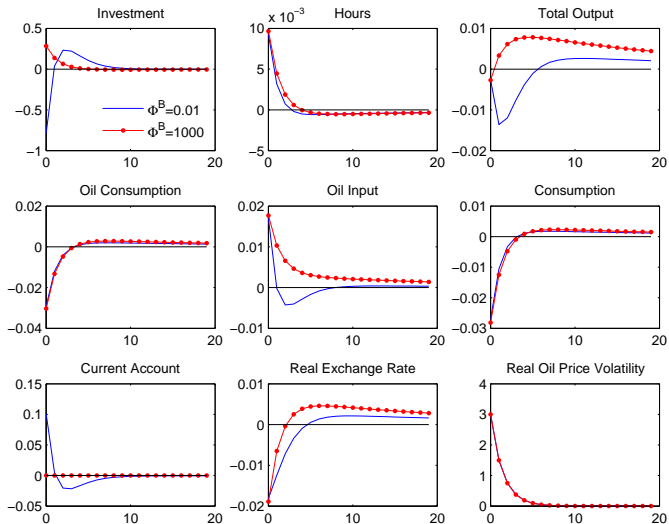 Investment
0.5
0
−0.5
−1
0 10 20
Φ^B=0.01
Φ^B=1000
Hours
x 10^−3
10
5
0
−5
0 10 20
Total Output
0.01
0
−0.01
−0.02
0 10 20
Oil Consumption
0.02
0
−0.02
−0.04
0 10 20
Oil Input
0.02
0.01
0
−0.01
0 10 20
Consumption
0.01
0
−0.01
−0.02
−0.03
0 10 20
Current Account
0.15
0.1
0.05
0
−0.05
0 10 20
Real Exchange Rate
0.01
0
−0.01
−0.02
0 10 20
Real Oil Price Volatility
4
3
2
1
0
0 10 20